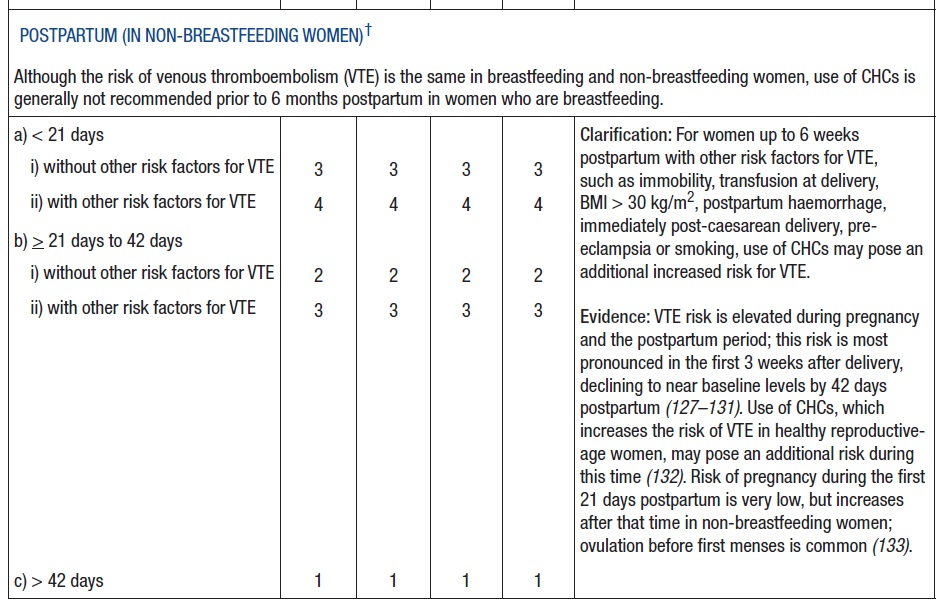 POSTPARTUM (IN NON-BREASTFEEDING WOMEN)†
Although the risk of venous thromboembolism (VTE) is the same in breastfeeding and non-breastfeeding women, use of CHCs is
generally not recommended prior to 6 months postpartum in women who are breastfeeding.
a) < 21 days
i) without other risk factors for VTE 3 3 3 3
ii) with other risk factors for VTE 4 4 4 4
b) ≥ 21 days to 42 days
i) without other risk factors for VTE 2 2 2 2
ii) with other risk factors for VTE 3 3 3 3
Clarification: For women up to 6 weeks
postpartum with other risk factors for VTE,
such as immobility, transfusion at delivery,
BMI > 30 kg/m², postpartum haemorrhage,
immediately post-caesarean delivery, pre-
eclampsia or smoking, use of CHCs may pose an
additional increased risk for VTE.
Evidence: VTE risk is elevated during pregnancy
and the postpartum period; this risk is most
pronounced in the first 3 weeks after delivery,
declining to near baseline levels by 42 days
postpartum (127–131). Use of CHCs, which
increases the risk of VTE in healthy reproductive-
age women, may pose an additional risk during
this time (132). Risk of pregnancy during the first
21 days postpartum is very low, but increases
after that time in non-breastfeeding women;
ovulation before first menses is common (133).
c) > 42 days 1 1 1 1